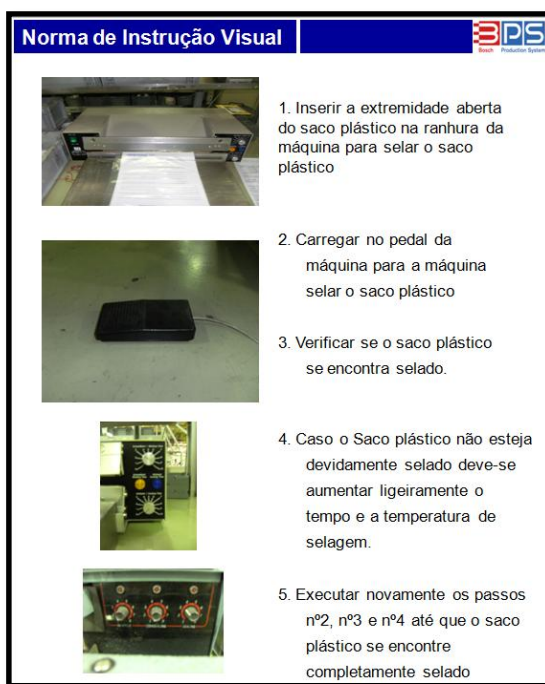 Norma de Instrução Visual
BPS
Bosch Production System
1. Inserir a extremidade aberta
do saco plástico na ranhura da
máquina para selar o saco
plástico
2. Carregar no pedal da
máquina para a máquina
selar o saco plástico
3. Verificar se o saco plástico
se encontra selado.
4. Caso o Saco plástico não esteja
devidamente selado deve-se
aumentar ligeiramente o
tempo e a temperatura de
selagem.
5. Executar novamente os passos
nº2, nº3 e nº4 até que o saco
plástico se encontre
completamente selado